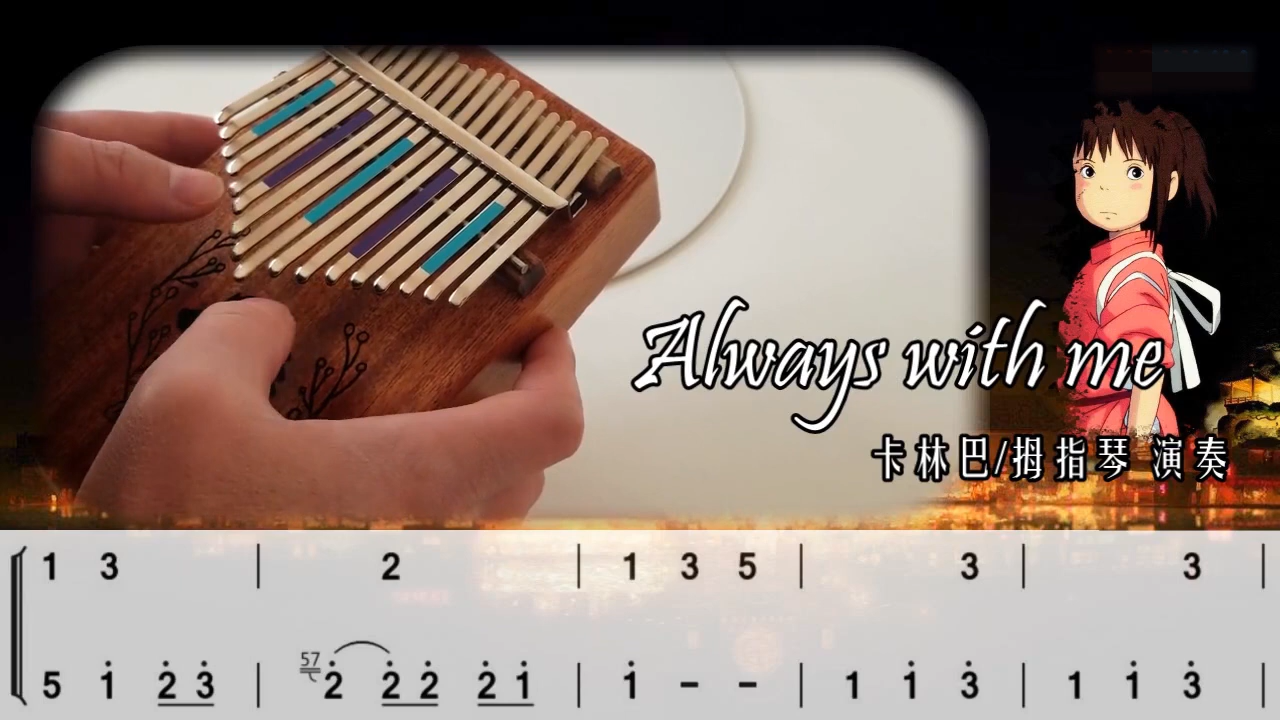 Always with me
卡林巴/拇指琴 演奏
1 3 | 2 | 1 3 5 | 3 | 3 |
57
5 1̇ 2̇ 3̇ | 2̇ 2̇ 2̇ 2̇ 1̇ | 1̇ - - | 1 1̇ 3̇ | 1 1̇ 3̇ |